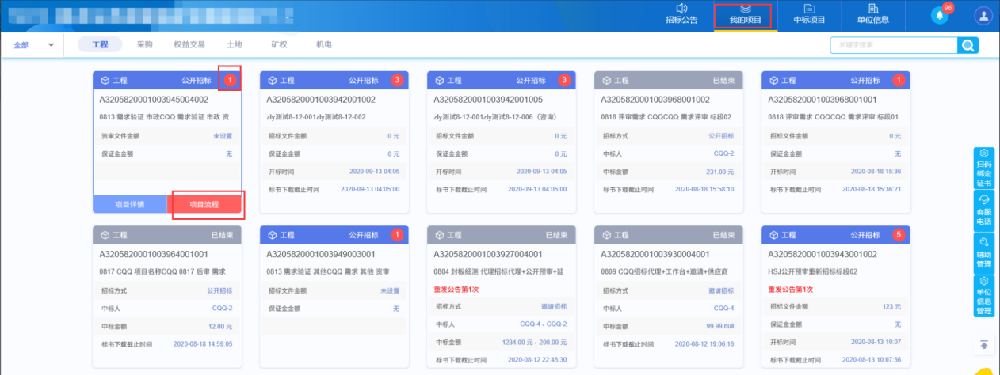 招标公告
我的项目
中标项目
单位信息
96
全部
工程
采购
权益交易
土地
矿权
机电
关键字搜索
工程 公开招标 1
A3205820001003945004002
0813 需求验证 市政CQQ 需求验证 市政 资
资审文件金额 未设置
保证金金额 无
项目详情 项目流程
工程 公开招标 3
A3205820001003942001002
zly测试8-12-001zly测试8-12-002
招标文件金额 0 元
保证金金额 0 元
开标时间 2020-09-13 04:05
标书下载截止时间 2020-09-13 04:05:00
工程 公开招标 3
A3205820001003942001005
zly测试8-12-001zly测试8-12-006（咨询）
招标文件金额 0 元
保证金金额 0 元
开标时间 2020-09-13 04:05
标书下载截止时间 2020-09-13 04:05:00
工程 已结束
A3205820001003968001002
0818 评审需求 CQQCQQ 需求评审 标段02
招标方式 公开招标
中标人 CQQ-2
中标金额 231.00 元
标书下载截止时间 2020-08-18 15:58:10
工程 公开招标 1
A3205820001003968001001
0818 评审需求 CQQCQQ 需求评审 标段01
招标文件金额 0 元
保证金金额 无
开标时间 2020-08-18 15:36
标书下载截止时间 2020-08-18 15:36:21
工程 已结束
A3205820001003964001001
0817 CQQ 项目名称CQQ 0817 后审 需求
招标方式 公开招标
中标人 CQQ-2
中标金额 12.00 元
标书下载截止时间 2020-08-18 14:59:05
工程 公开招标 1
A3205820001003949003001
0813 需求验证 其他CQQ 需求 其他 资审
招标文件金额 未设置
保证金金额 无
工程 已结束
A3205820001003927004001
0804 封板细测 代理招标代理+公开预审+延
重发公告第1次
招标方式 邀请招标
中标人 CQQ-4、CQQ-2
中标金额 1234.00 元、200.00 元
标书下载截止时间 2020-08-12 22:45:30
工程 已结束
A3205820001003930004001
0809 CQQ招标代理+工作台+邀请+供应商
招标方式 邀请招标
中标人 CQQ-4
中标金额 99.99 null
标书下载截止时间 2020-08-12 19:06:16
工程 公开招标 5
A3205820001003943001002
HSJ公开预审重新招标标段02
重发公告第1次
招标文件金额 123 元
保证金金额 无
开标时间 2020-08-13 10:07
标书下载截止时间 2020-08-13 10:07:56
扫码
绑定
证书
客服
电话
辅助
管理
单位
信息
管理